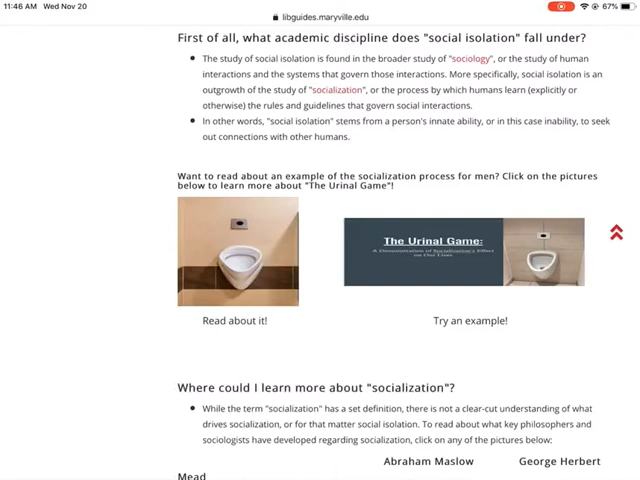 11:46 AM Wed Nov 20
67%
libguides.maryville.edu
First of all, what academic discipline does "social isolation" fall under?
The study of social isolation is found in the broader study of "sociology", or the study of human
interactions and the systems that govern those interactions. More specifically, social isolation is an
outgrowth of the study of "socialization", or the process by which humans learn (explicitly or
otherwise) the rules and guidelines that govern social interactions.
In other words, "social isolation" stems from a person's innate ability, or in this case inability, to seek
out connections with other humans.
Want to read about an example of the socialization process for men? Click on the pictures
below to learn more about "The Urinal Game"!
The Urinal Game:
A Demonstration of Socialization's Effect
on Our Lives
Read about it!
Try an example!
Where could I learn more about "socialization"?
While the term "socialization" has a set definition, there is not a clear-cut understanding of what
drives socialization, or for that matter social isolation. To read about what key philosophers and
sociologists have developed regarding socialization, click on any of the pictures below:
Abraham Maslow George Herbert
Mead